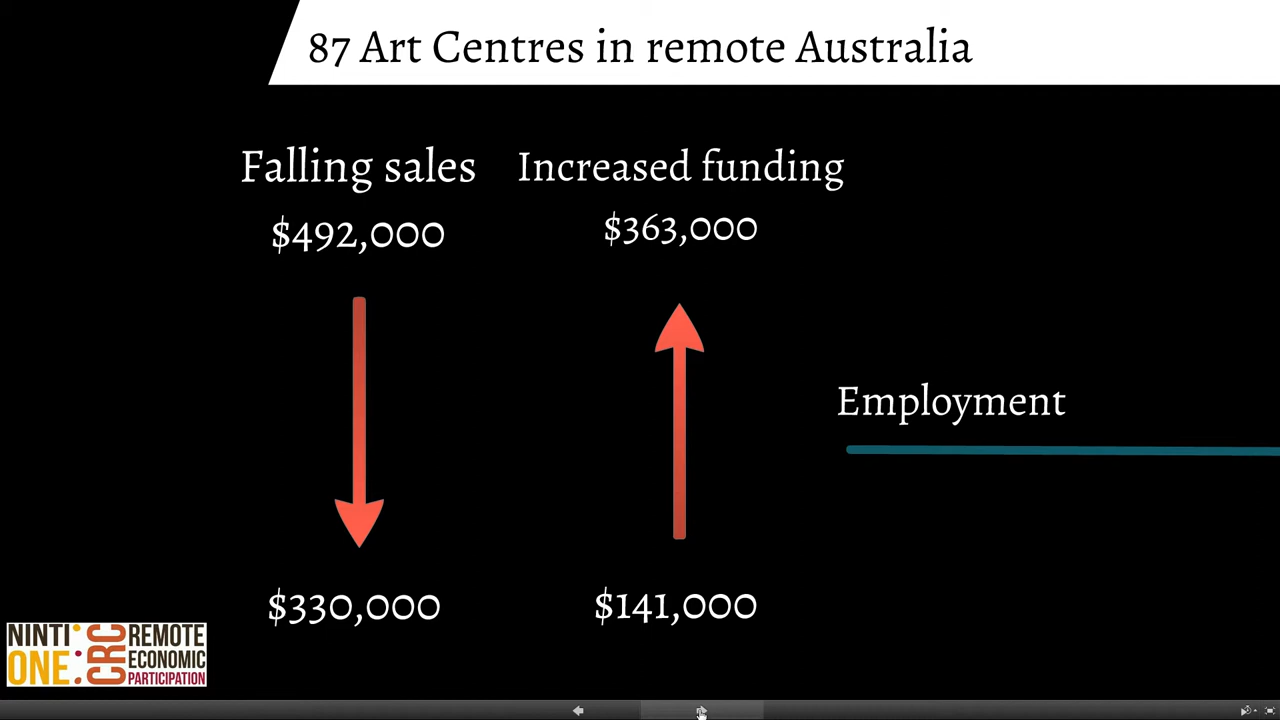 87 Art Centres in remote Australia
Falling sales
$492,000
$330,000
Increased funding
$363,000
$141,000
Employment
NINTI
ONE:
CRC
REMOTE
ECONOMIC
PARTICIPATION